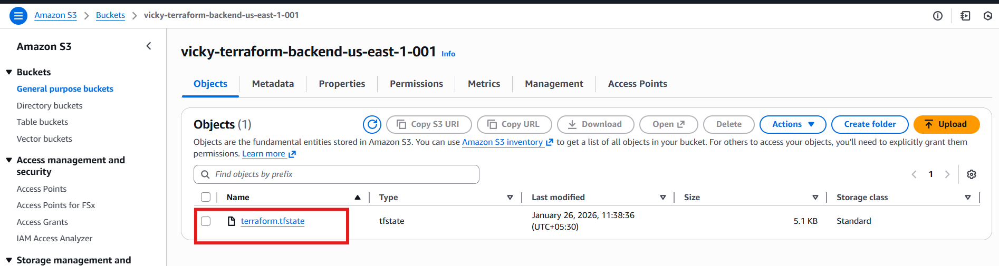 Amazon S3 > Buckets > vicky-terraform-backend-us-east-1-001
Amazon S3
Buckets
General purpose buckets
Directory buckets
Table buckets
Vector buckets
Access management and
security
Access Points
Access Points for FSx
Access Grants
IAM Access Analyzer
Storage management and
vicky-terraform-backend-us-east-1-001 Info
Objects Metadata Properties Permissions Metrics Management Access Points
Objects (1) Copy S3 URI Copy URL Download Open Delete Actions Create folder Upload
Objects are the fundamental entities stored in Amazon S3. You can use Amazon S3 inventory to get a list of all objects in your bucket. For others to access your objects, you'll need to explicitly grant them
permissions. Learn more
Find objects by prefix 1
Name Type Last modified Size Storage class
terraform.tfstate tfstate January 26, 2026, 11:38:36 5.1 KB Standard
(UTC+05:30)